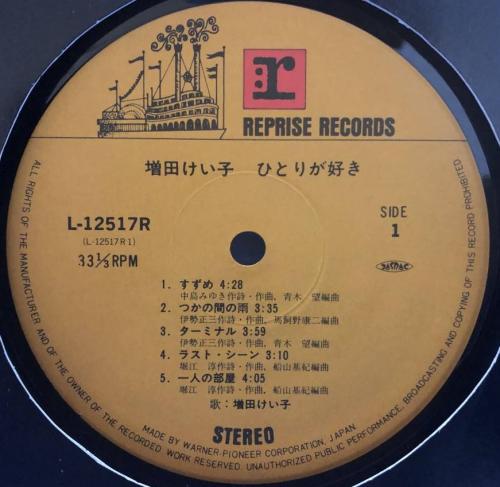 r
REPRISE RECORDS
増田けい子 ひとりが好き
L-12517R
(L-12517R1)
33⅓RPM
SIDE
1
JASRAC
1. すずめ 4:28
中島みゆき作詩・作曲, 青木 望編曲
2. つかの間の雨 3:35
伊勢正三作詩・作曲, 馬飼野康二編曲
3. ターミナル 3:59
伊勢正三作詩・作曲, 青木 望編曲
4. ラスト・シーン 3:10
堀江 淳作詩・作曲, 船山基紀編曲
5. 一人の部屋 4:05
堀江 淳作詩・作曲, 船山基紀編曲
歌:増田けい子
STEREO
MADE BY WARNER-PIONEER CORPORATION, JAPAN.
ALL RIGHTS OF THE MANUFACTURER AND OF THE OWNER OF THE RECORDED WORK RESERVED. UNAUTHORIZED PUBLIC PERFORMANCE, BROADCASTING AND COPYING OF THIS RECORD PROHIBITED.